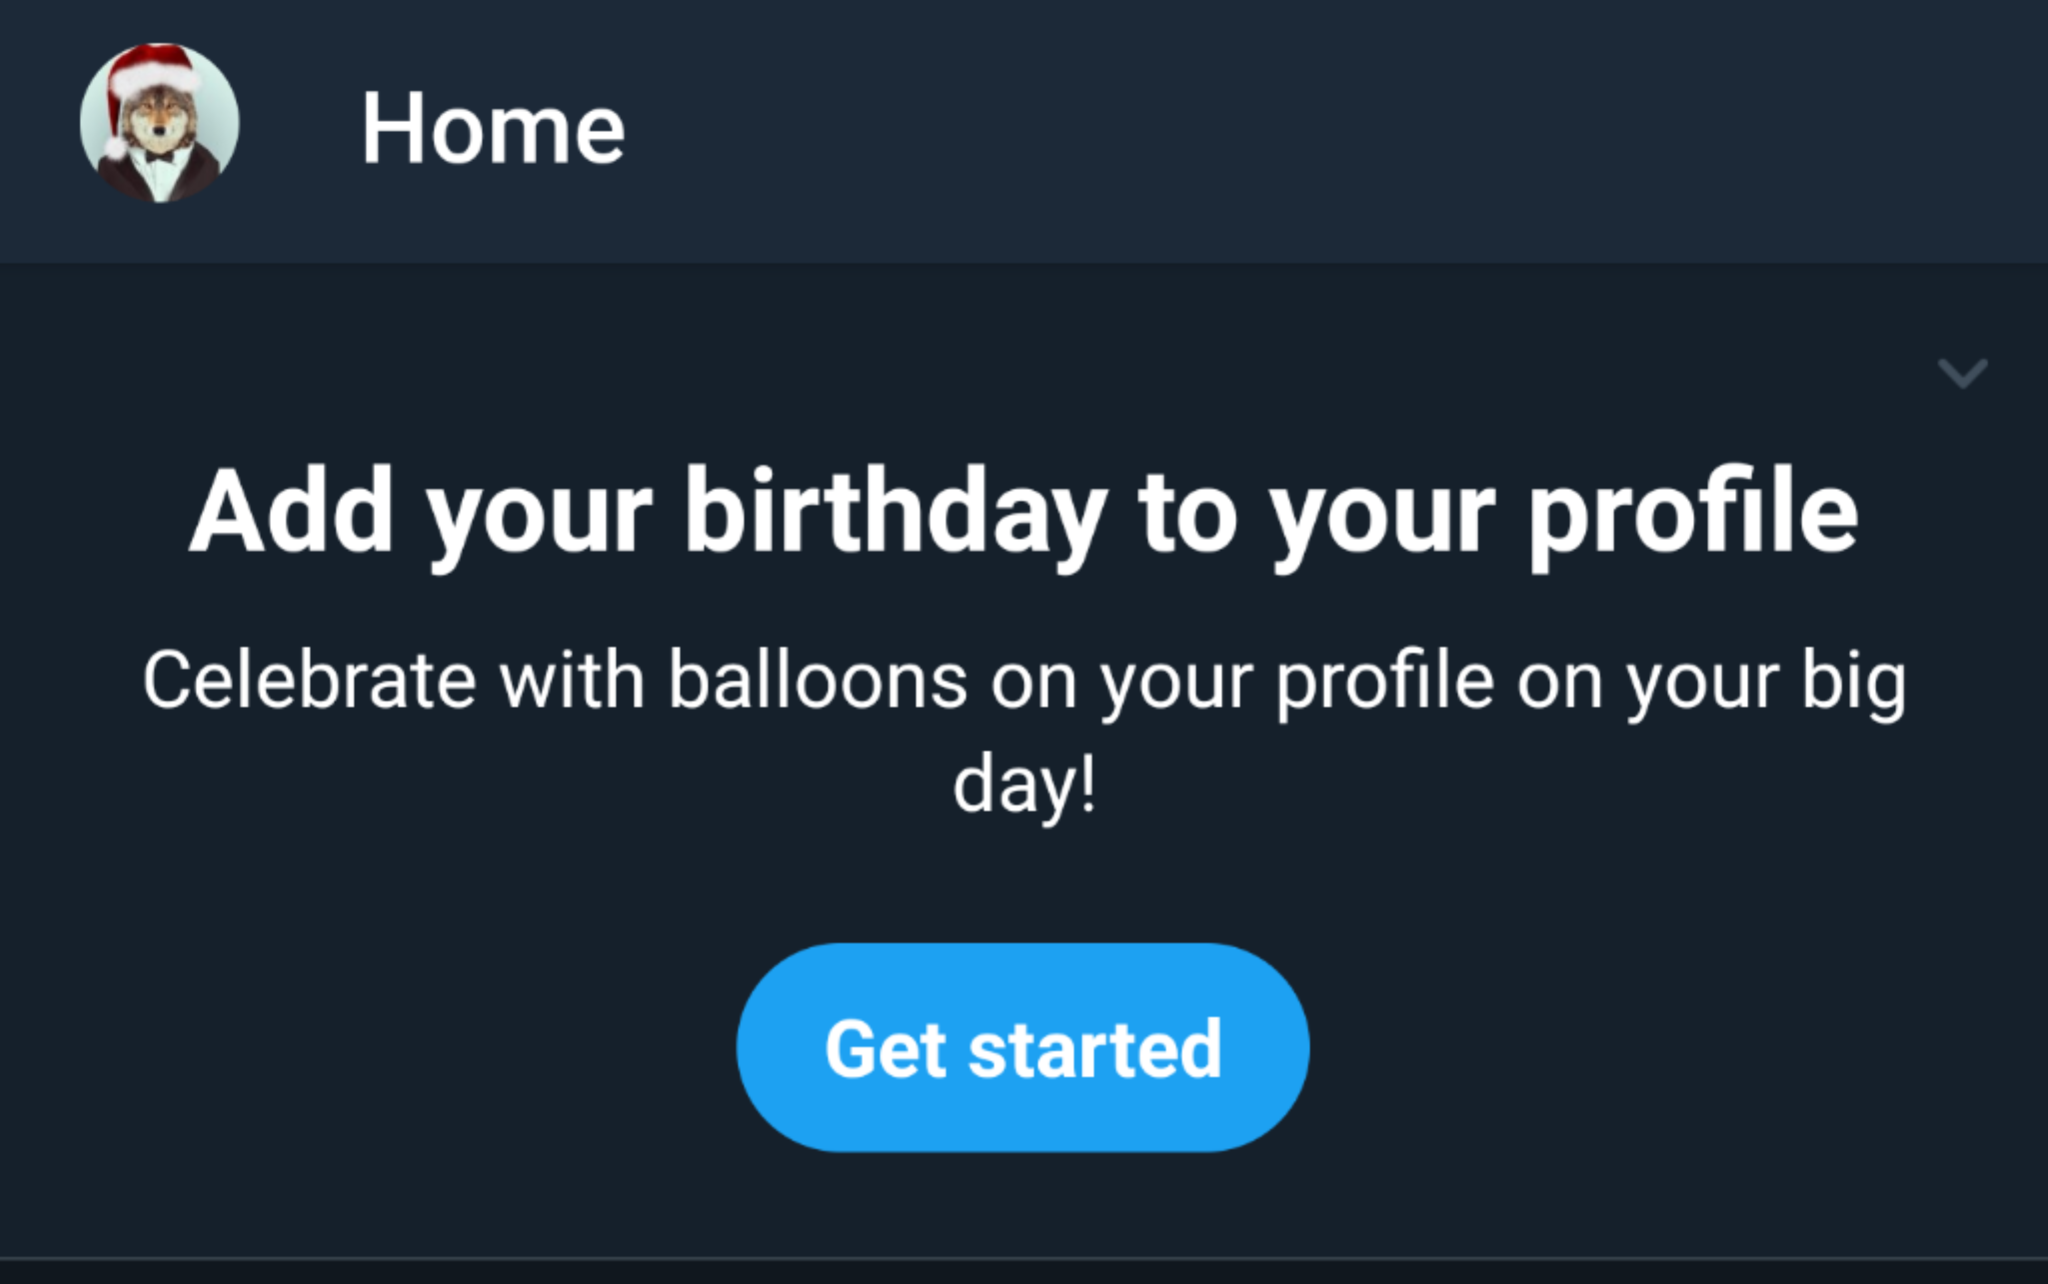 Home
Add your birthday to your profile
Celebrate with balloons on your profile on your big
day!
Get started